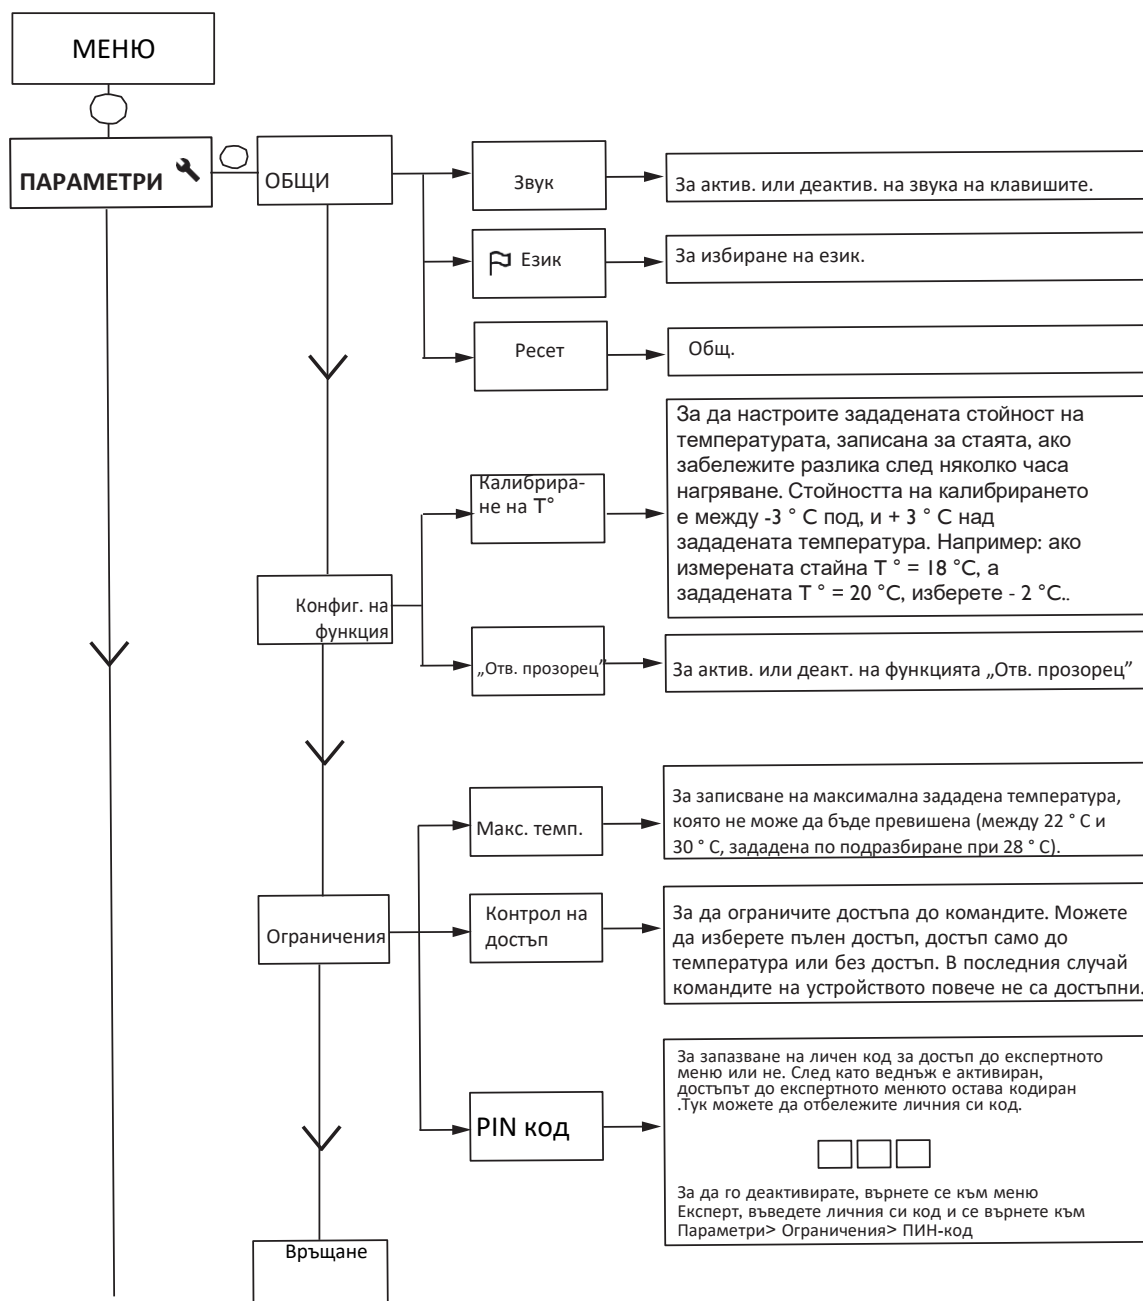 МЕНЮ
ПАРАМЕТРИ
ОБЩИ
Звук
За актив. или деактив. на звука на клавишите.
Език
За избиране на език.
Ресет
Общ.
Калибрира-
не на T°
За да настроите зададената стойност на
температурата, записана за стаята, ако
забележите разлика след няколко часа
нагряване. Стойността на калибрирането
е между -3 ° C под, и + 3 ° C над
зададената температура. Например: ако
измерената стайна T ° = 18 °C, а
зададената T ° = 20 °C, изберете - 2 °C..
Конфиг. на
функция
„Отв. прозорец”
За актив. или деакт. на функцията „Отв. прозорец”
Макс. темп.
За записване на максимална зададена температура,
която не може да бъде превишена (между 22 ° C и
30 ° C, зададена по подразбиране при 28 ° C).
Ограничения
Контрол на
достъп
За да ограничите достъпа до командите. Можете
да изберете пълен достъп, достъп само до
температура или без достъп. В последния случай
командите на устройството повече не са достъпни.
PIN код
За запазване на личен код за достъп до експертното
меню или не. След като веднъж е активиран,
достъпът до експертното менюто остава кодиран
.Тук можете да отбележите личния си код.
За да го деактивирате, върнете се към меню
Експерт, въведете личния си код и се върнете към
Параметри> Ограничения> ПИН-код
Връщане